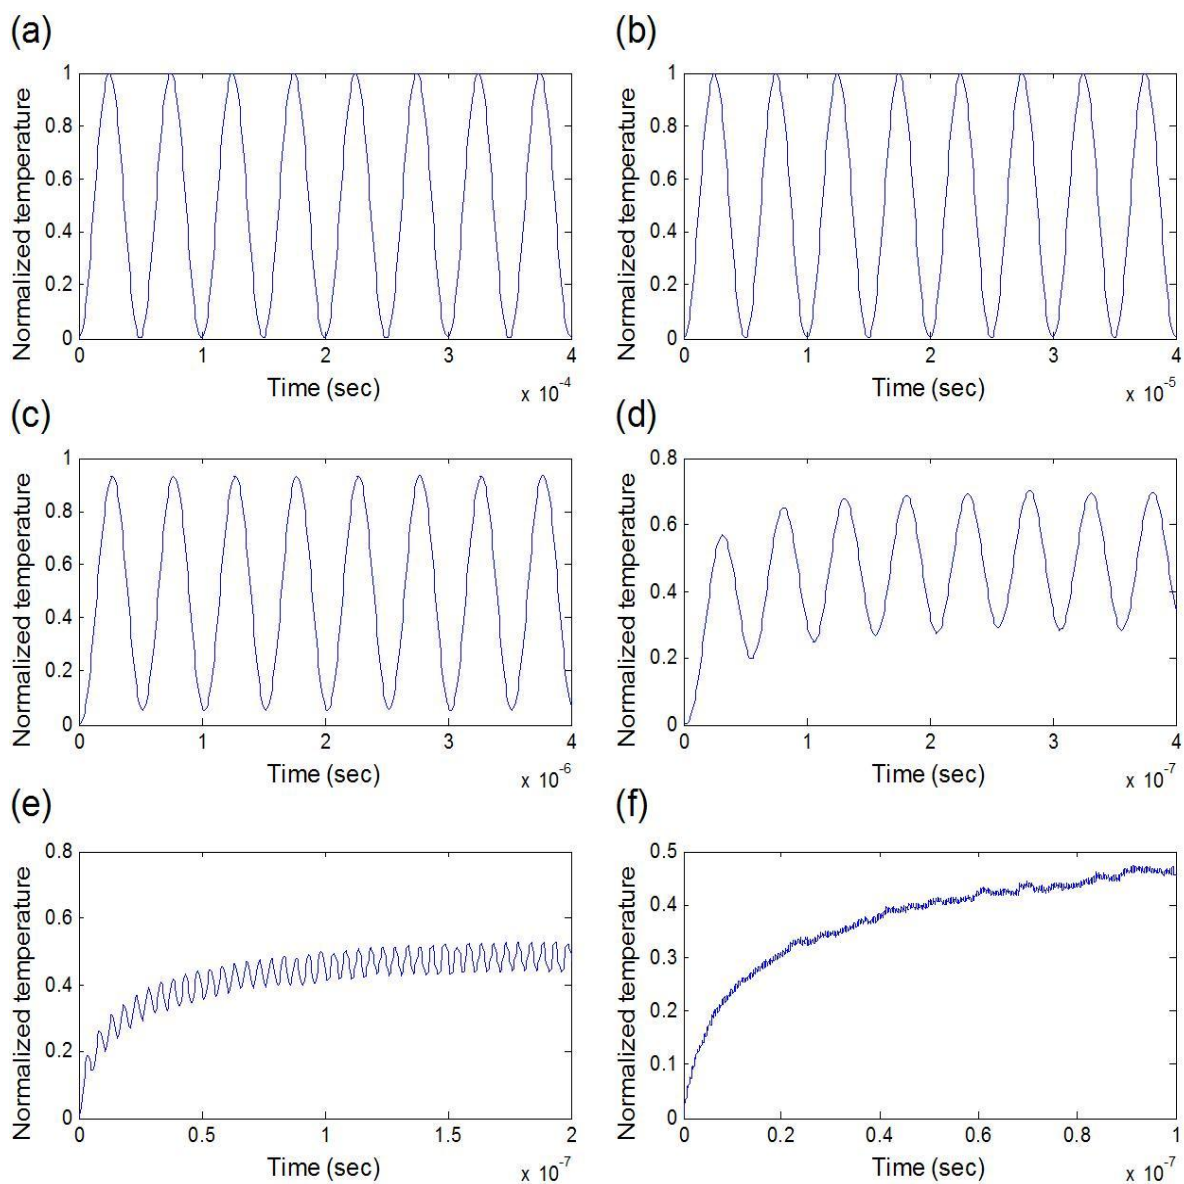 (a)
Normalized temperature
1
0.8
0.6
0.4
0.2
0
0 1 2 3 4
Time (sec)
x 10-4
(b)
Normalized temperature
1
0.8
0.6
0.4
0.2
0
0 1 2 3 4
Time (sec)
x 10-5
(c)
Normalized temperature
1
0.8
0.6
0.4
0.2
0
0 1 2 3 4
Time (sec)
x 10-6
(d)
Normalized temperature
0.8
0.6
0.4
0.2
0
0 1 2 3 4
Time (sec)
x 10-7
(e)
Normalized temperature
0.8
0.6
0.4
0.2
0
0 0.5 1 1.5 2
Time (sec)
x 10-7
(f)
Normalized temperature
0.5
0.4
0.3
0.2
0.1
0
0 0.2 0.4 0.6 0.8 1
Time (sec)
x 10-7